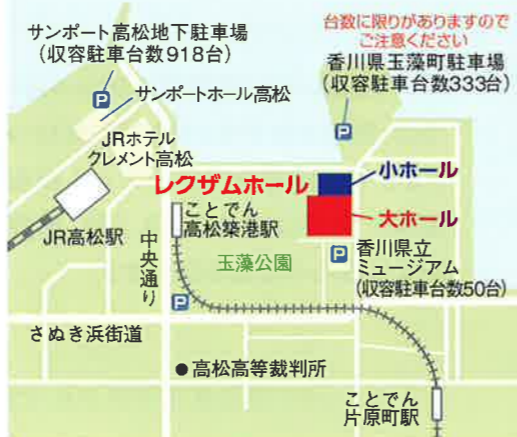 サンポート高松地下駐車場
(収容駐車台数918台)
P
サンポートホール高松
台数に限りがありますので
ご注意ください
香川県玉藻町駐車場
(収容駐車台数333台)
P
JRホテル
クレメント高松
レクザムホール
小ホール
大ホール
JR高松駅
ことでん
高松築港駅
中央通り
玉藻公園
P
香川県立
ミュージアム
(収容駐車台数50台)
P
さぬき浜街道
●高松高等裁判所
ことでん
片原町駅